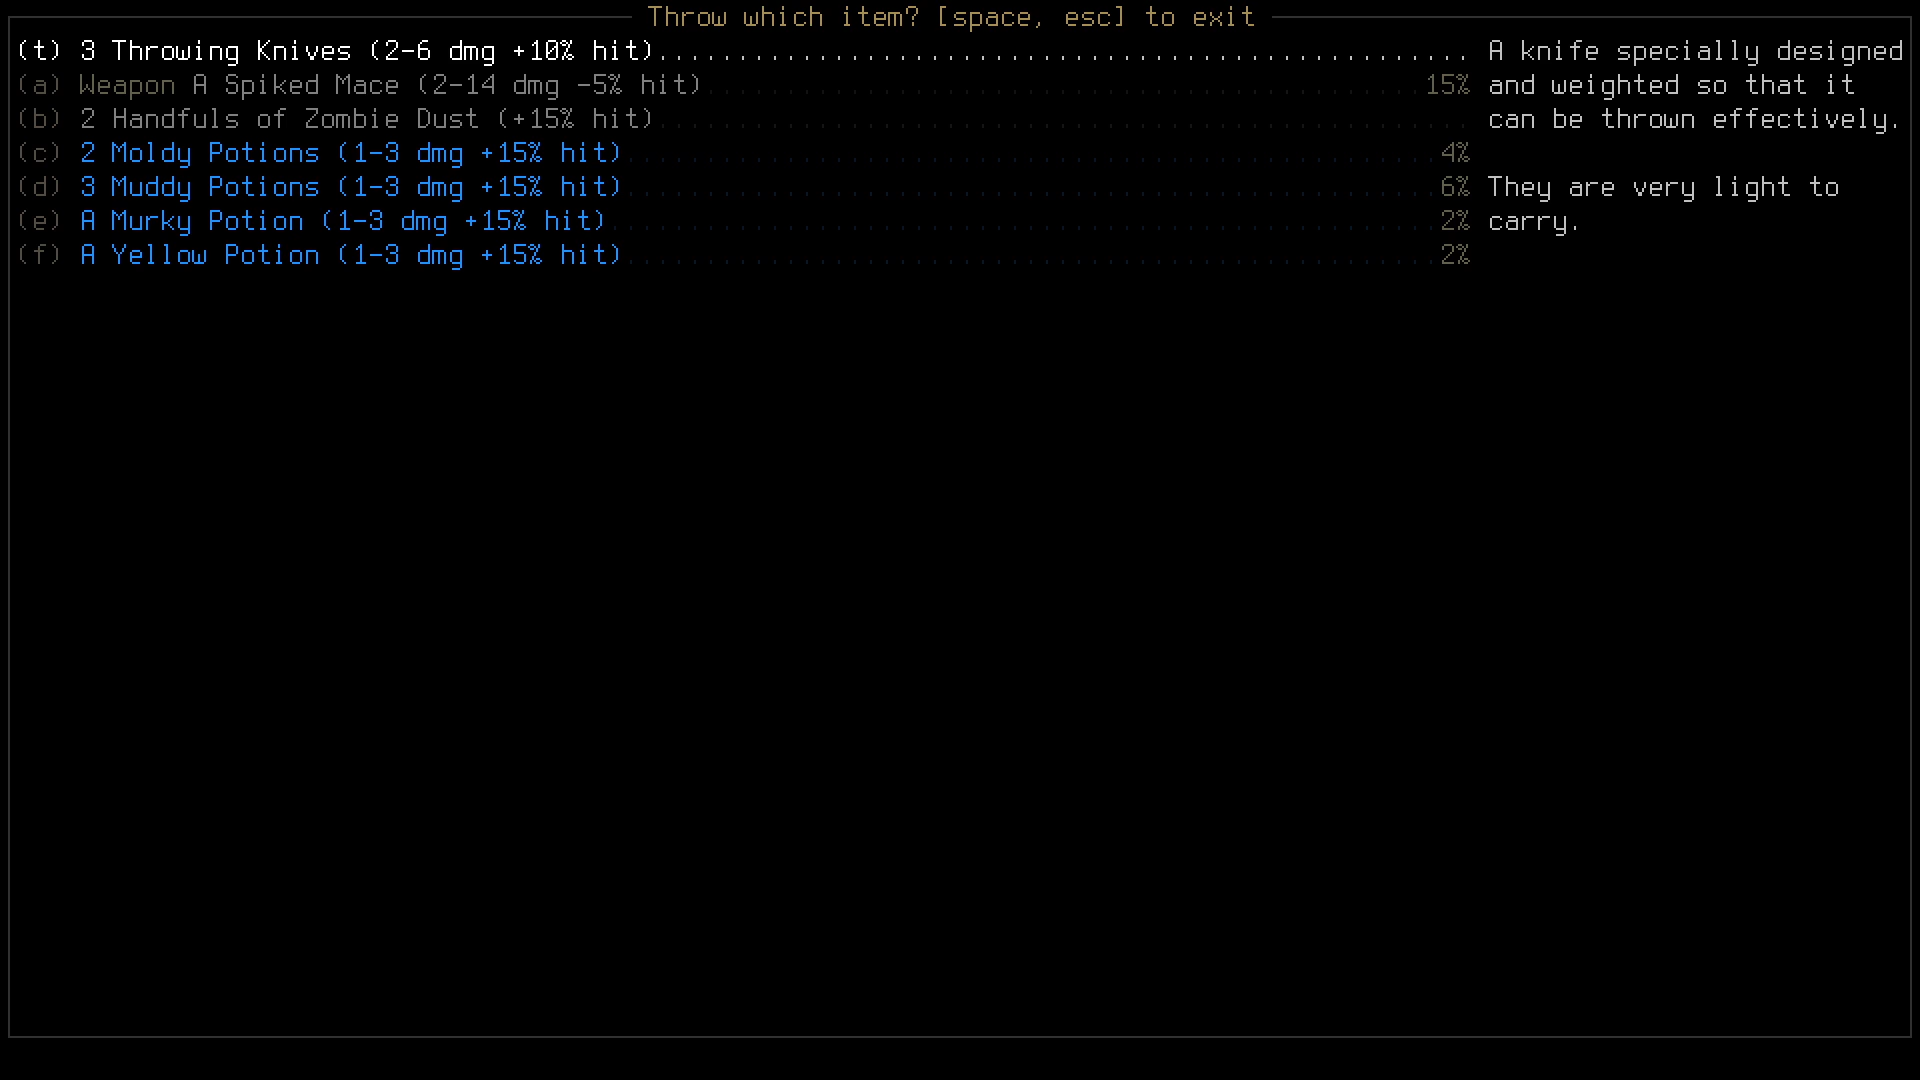 Throw which item? [space, esc] to exit
(t) 3 Throwing Knives (2-6 dmg +10% hit)................................................... A knife specially designed
(a) Weapon A Spiked Mace (2-14 dmg -5% hit)............................................. 15% and weighted so that it
(b) 2 Handfuls of Zombie Dust (+15% hit)................................................... can be thrown effectively.
(c) 2 Moldy Potions (1-3 dmg +15% hit)................................................... 4%
(d) 3 Muddy Potions (1-3 dmg +15% hit)................................................... 6% They are very light to
(e) A Murky Potion (1-3 dmg +15% hit).................................................... 2% carry.
(f) A Yellow Potion (1-3 dmg +15% hit)................................................... 2%